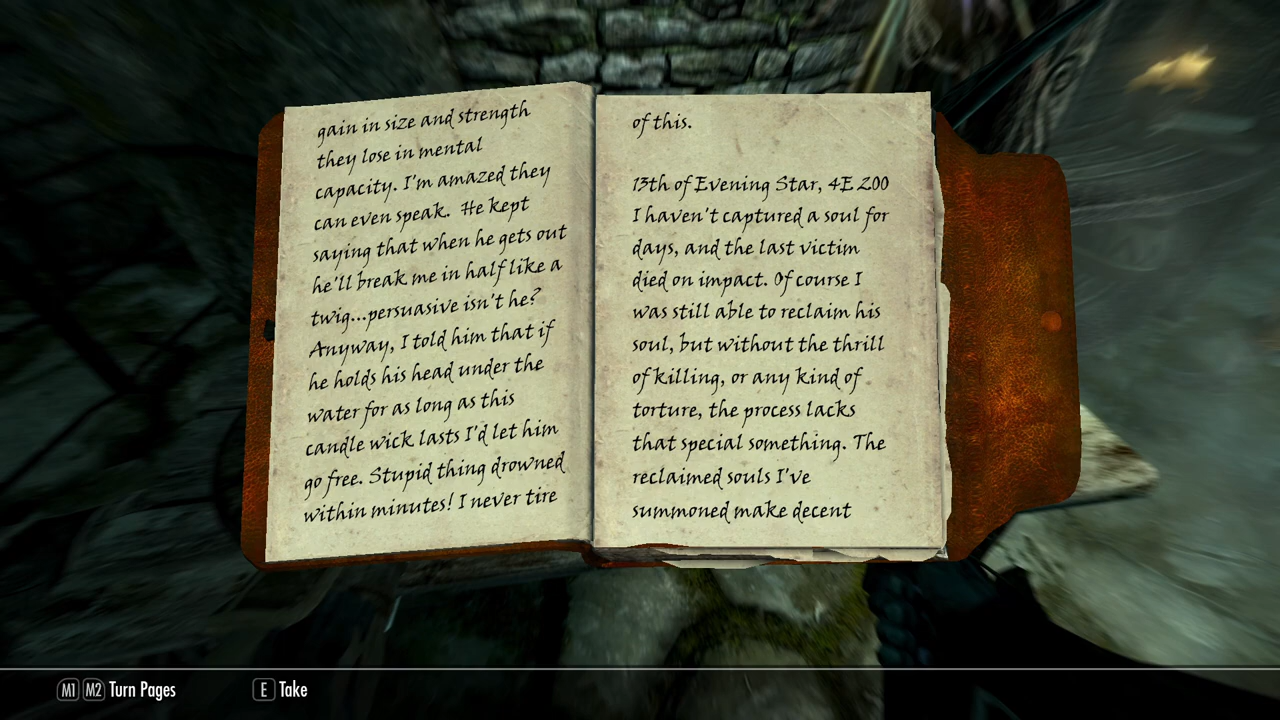 gain in size and strength
they lose in mental
capacity. I'm amazed they
can even speak. He kept
saying that when he gets out
he'll break me in half like a
twig...persuasive isn't he?
Anyway, I told him that if
he holds his head under the
water for as long as this
candle wick lasts I'd let him
go free. Stupid thing drowned
within minutes! I never tire
of this.
13th of Evening Star, 4E 200
I haven't captured a soul for
days, and the last victim
died on impact. Of course I
was still able to reclaim his
soul, but without the thrill
of killing, or any kind of
torture, the process lacks
that special something. The
reclaimed souls I've
summoned make decent
M1 M2 Turn Pages
E Take